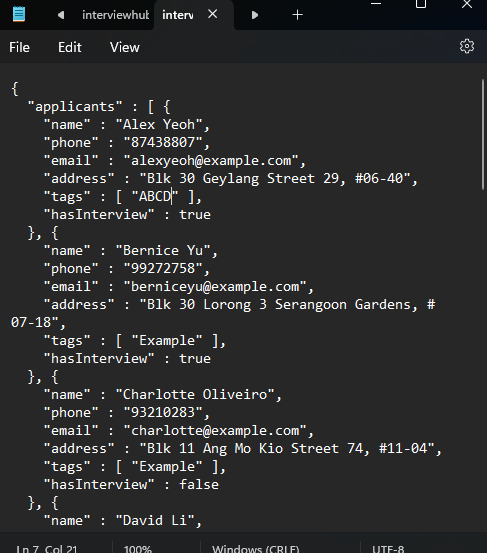 interviewhub
interv
File Edit View
{
"applicants" : [ {
"name" : "Alex Yeoh",
"phone" : "87438807",
"email" : "alexyeoh@example.com",
"address" : "Blk 30 Geylang Street 29, #06-40",
"tags" : [ "ABCD" ],
"hasInterview" : true
}, {
"name" : "Bernice Yu",
"phone" : "99272758",
"email" : "berniceyu@example.com",
"address" : "Blk 30 Lorong 3 Serangoon Gardens, #
07-18",
"tags" : [ "Example" ],
"hasInterview" : true
}, {
"name" : "Charlotte Oliveiro",
"phone" : "93210283",
"email" : "charlotte@example.com",
"address" : "Blk 11 Ang Mo Kio Street 74, #11-04",
"tags" : [ "Example" ],
"hasInterview" : false
}, {
"name" : "David Li",
Ln 7, Col 21 100% Windows (CRLF) UTF-8